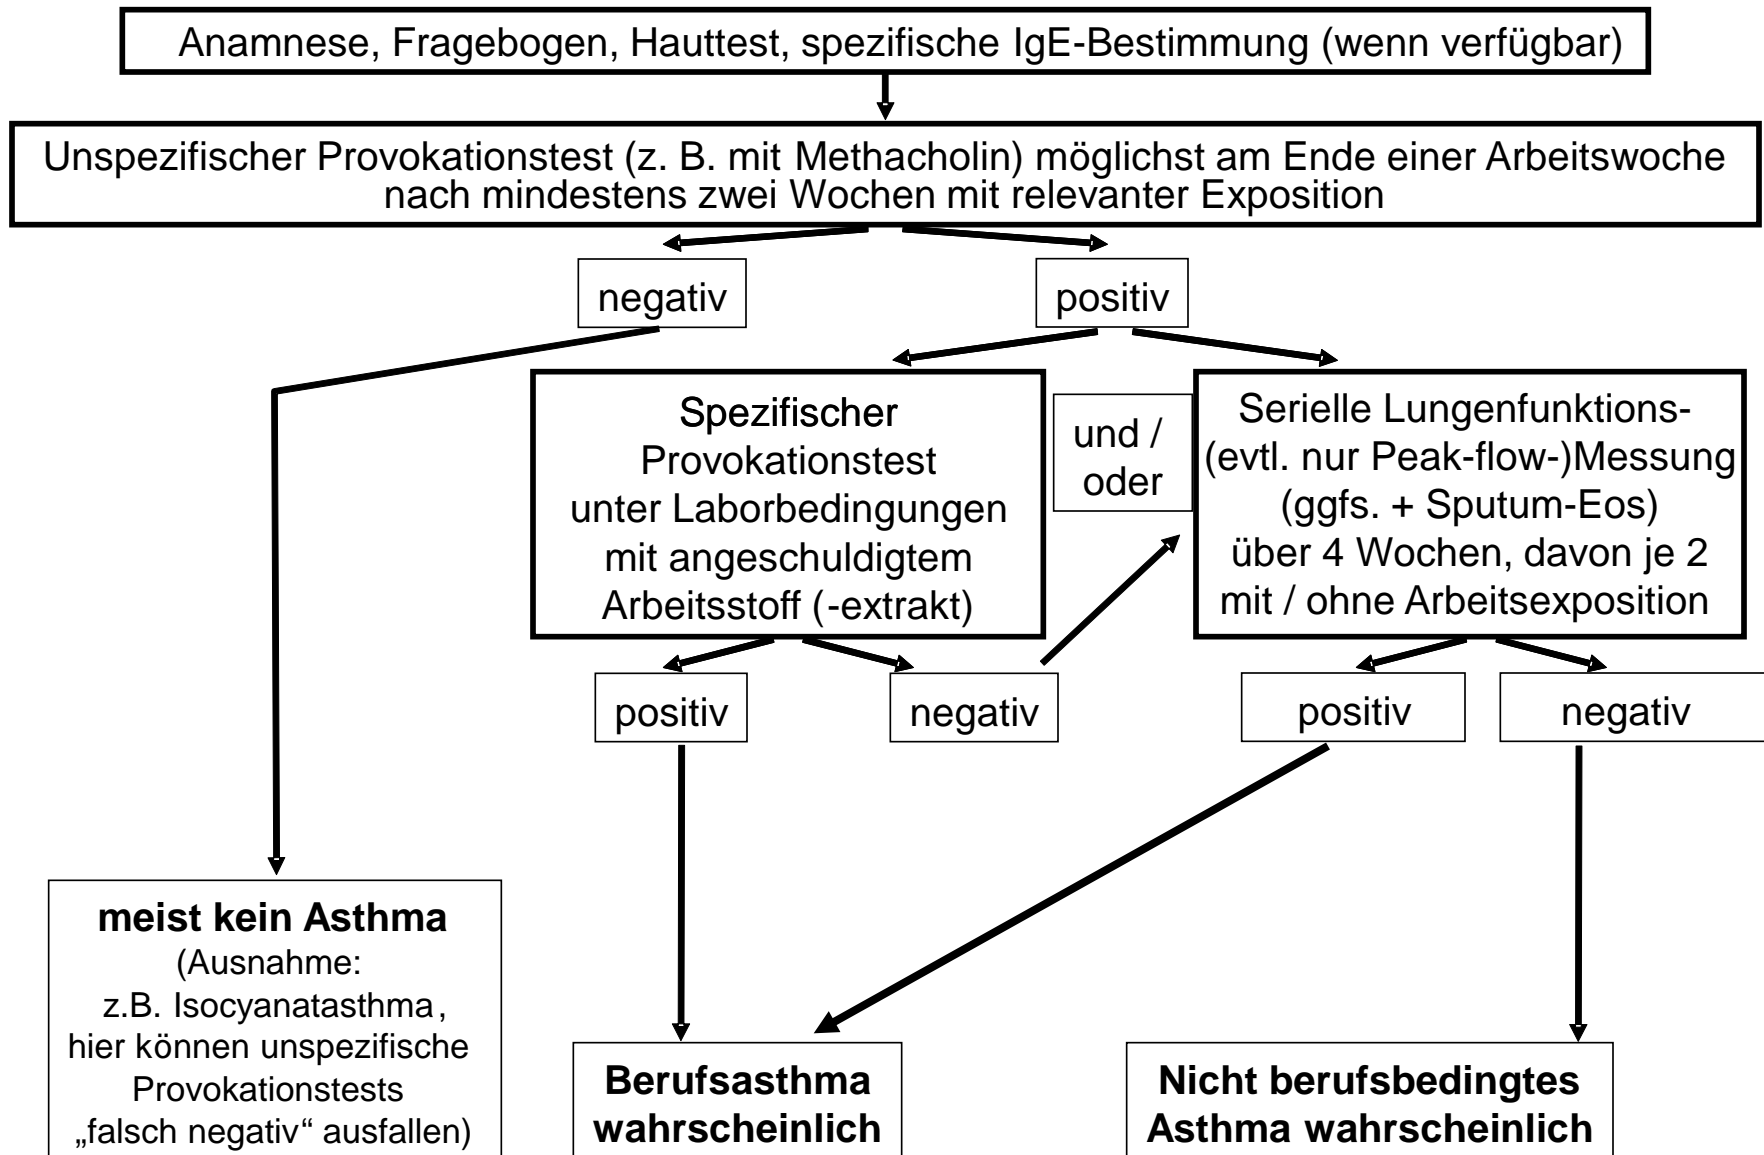 Anamnese, Fragebogen, Hauttest, spezifische IgE-Bestimmung (wenn verfügbar)
Unspezifischer Provokationstest (z. B. mit Methacholin) möglichst am Ende einer Arbeitswoche
nach mindestens zwei Wochen mit relevanter Exposition
negativ
positiv
Spezifischer
Provokationstest
unter Laborbedingungen
mit angeschuldigtem
Arbeitsstoff (-extrakt)
und /
oder
Serielle Lungenfunktions-
(evtl. nur Peak-flow-)Messung
(ggfs. + Sputum-Eos)
über 4 Wochen, davon je 2
mit / ohne Arbeitsexposition
positiv
negativ
positiv
negativ
meist kein Asthma
(Ausnahme:
z.B. Isocyanatasthma,
hier können unspezifische
Provokationstests
„falsch negativ“ ausfallen)
Berufsasthma
wahrscheinlich
Nicht berufsbedingtes
Asthma wahrscheinlich